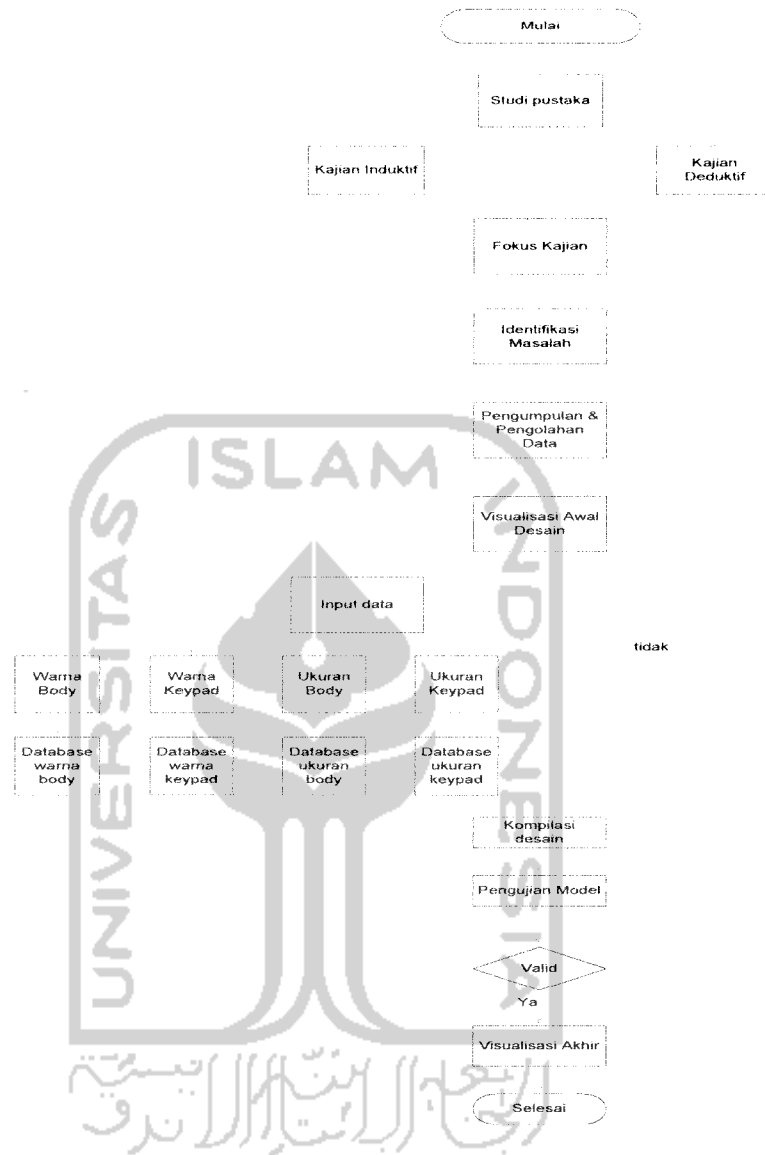 Mulai
Studi pustaka
Kajian Induktif
Kajian
Deduktif
Fokus Kajian
Identifikasi
Masalah
Pengumpulan &
Pengolahan
Data
Visualisasi Awal
Desain
Input data
tidak
Warna
Body
Warna
Keypad
Ukuran
Body
Ukuran
Keypad
Database
warna
body
Database
warna
keypad
Database
ukuran
body
Database
ukuran
keypad
Kompilasi
desain
Pengujian Model
Valid
Ya
Visualisasi Akhir
Selesai
UNIVERSITAS
ISLAM
INDONESIA